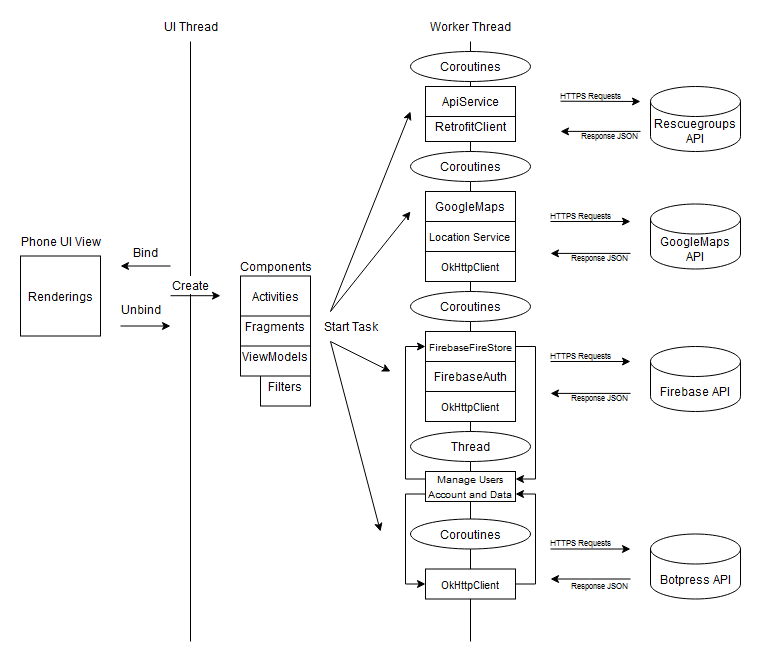 UI Thread
Worker Thread
Coroutines
ApiService
RetrofitClient
HTTPS Requests
Response JSON
Rescuegroups
API
Coroutines
GoogleMaps
Location Service
OkHttpClient
HTTPS Requests
Response JSON
GoogleMaps
API
Phone UI View
Renderings
Bind
Unbind
Create
Components
Activities
Fragments
ViewModels
Filters
Start Task
Coroutines
FirebaseFireStore
FirebaseAuth
OkHttpClient
HTTPS Requests
Response JSON
Firebase API
Thread
Manage Users
Account and Data
Coroutines
OkHttpClient
HTTPS Requests
Response JSON
Botpress API